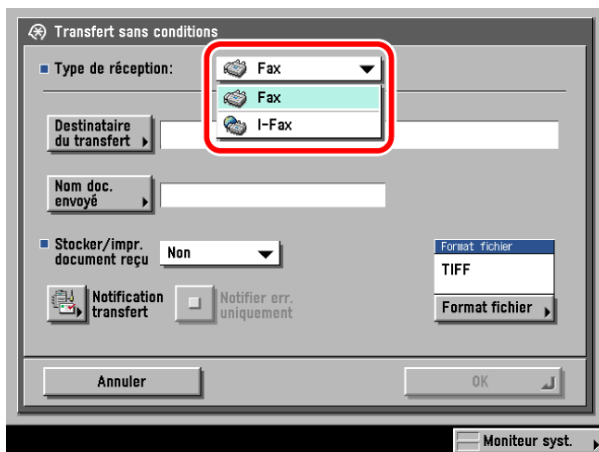 Transfert sans conditions
Type de réception:
Fax
Fax
I-Fax
Destinataire
du transfert
Nom doc.
envoyé
Stocker/impr.
document reçu
Non
Format fichier
TIFF
Format fichier
Notification
transfert
Notifier err.
uniquement
Annuler
OK
Moniteur syst.